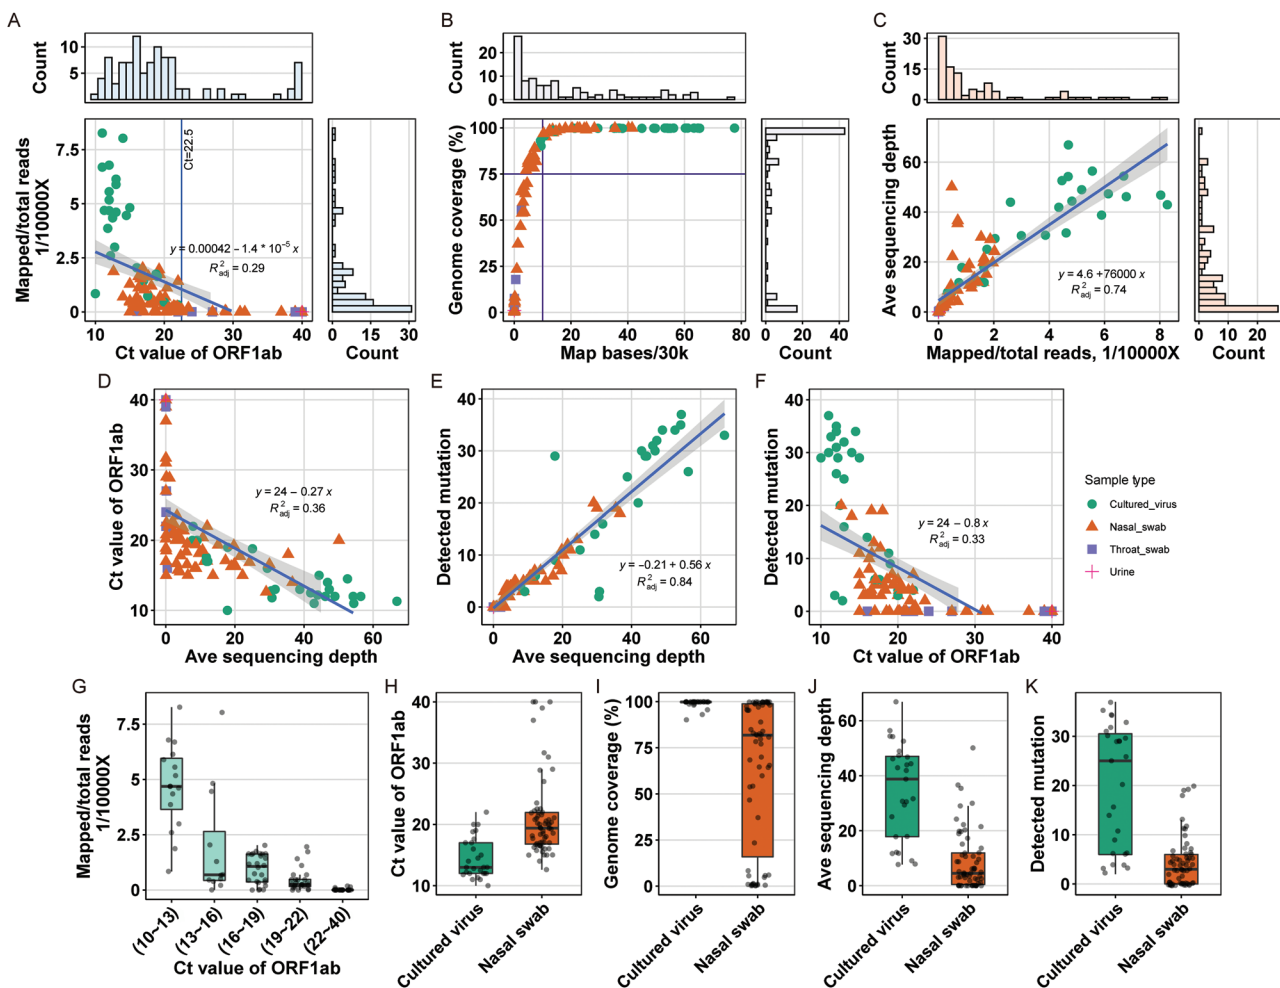 A
Count
10
5
Mapped/total reads
1/10000X
7.5
5
2.5
0
Ct=22.5
y = 0.00042 − 1.4 * 10⁻⁵ x
R²adj = 0.29
10
20
30
40
Ct value of ORF1ab
0
15
30
Count
B
Count
20
10
0
Genome coverage (%)
100
75
50
25
0
0
20
40
60
80
Map bases/30k
0
20
40
Count
C
Count
30
15
0
Ave sequencing depth
60
40
20
0
y = 4.6 +76000 x
R²adj = 0.74
0
2
4
6
8
Mapped/total reads, 1/10000X
0
10
20
Count
D
Ct value of ORF1ab
40
30
20
10
y = 24 − 0.27 x
R²adj = 0.36
0
20
40
60
Ave sequencing depth
E
Detected mutation
40
30
20
10
0
y = −0.21 + 0.56 x
R²adj = 0.84
0
20
40
60
Ave sequencing depth
F
Detected mutation
40
30
20
10
0
y = 24 − 0.8 x
R²adj = 0.33
10
20
30
40
Ct value of ORF1ab
Sample type
Cultured_virus
Nasal_swab
Throat_swab
Urine
G
Mapped/total reads
1/10000X
7.5
5
2.5
0
(10~13)
(13~16)
(16~19)
(19~22)
(22~40)
Ct value of ORF1ab
H
Ct value of ORF1ab
40
30
20
10
Cultured virus
Nasal swab
I
Genome coverage (%)
100
75
50
25
0
Cultured virus
Nasal swab
J
Ave sequencing depth
60
40
20
0
Cultured virus
Nasal swab
K
Detected mutation
30
20
10
0
Cultured virus
Nasal swab